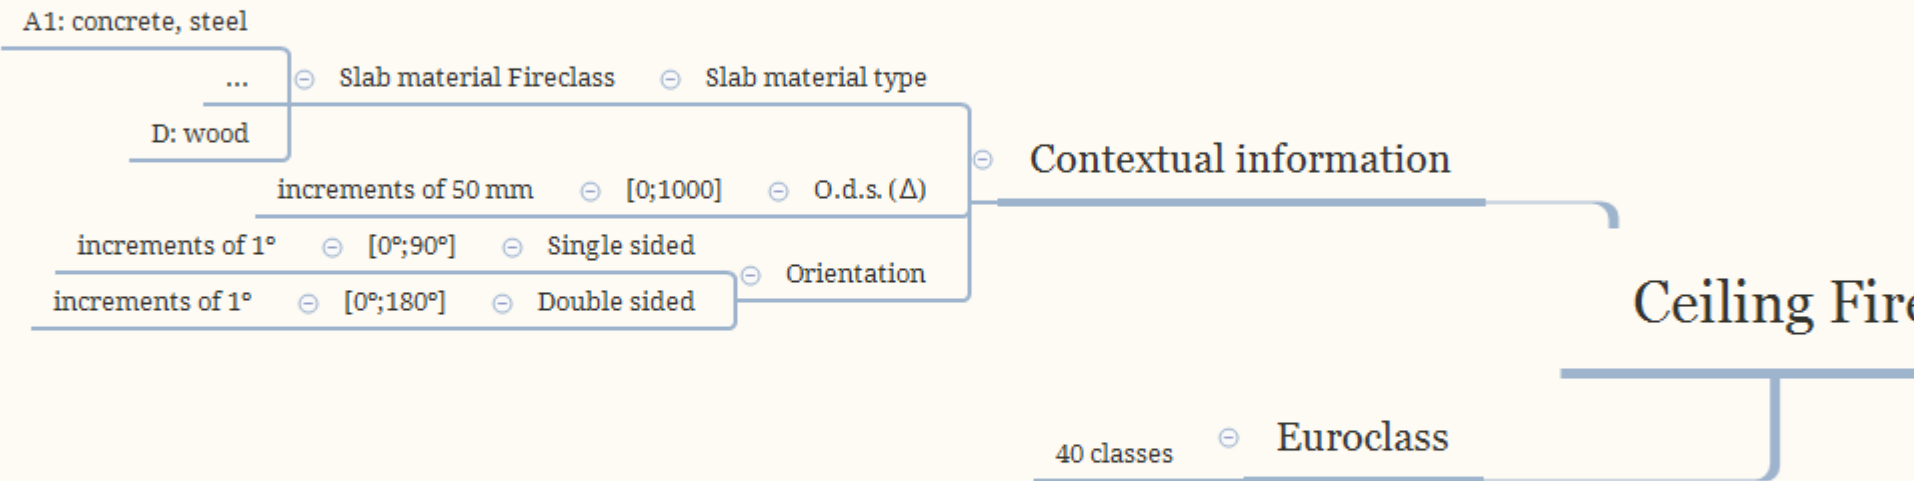 A1: concrete, steel
... Slab material Fireclass Slab material type
D: wood
Contextual information
increments of 50 mm [0;1000] O.d.s. (Δ)
increments of 1° [0°;90°] Single sided
Orientation
increments of 1° [0°;180°] Double sided
Ceiling Fire
40 classes Euroclass